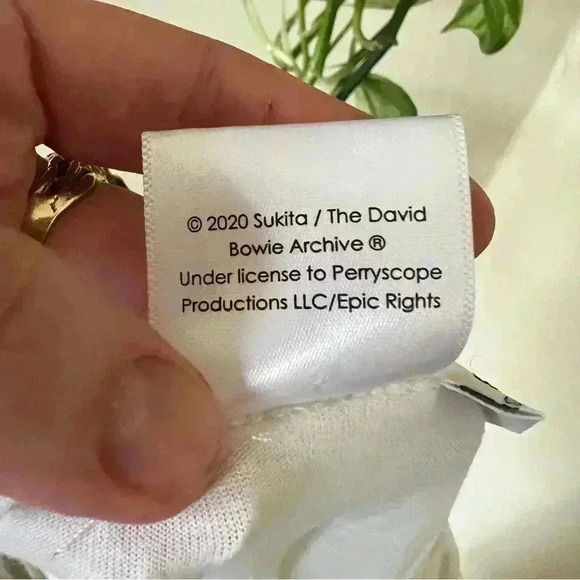 © 2020 Sukita / The David
Bowie Archive ®
Under license to Perryscope
Productions LLC/Epic Rights